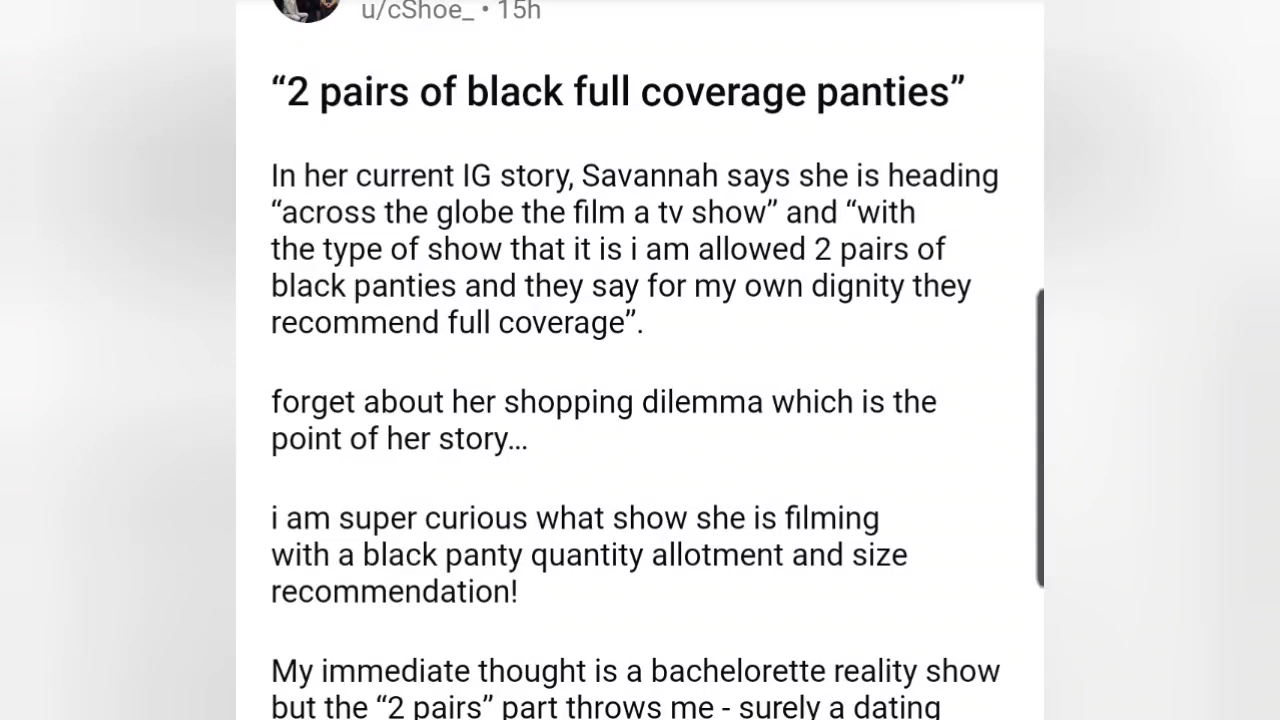 u/cShoe_ • 15h
“2 pairs of black full coverage panties”
In her current IG story, Savannah says she is heading
“across the globe the film a tv show” and “with
the type of show that it is i am allowed 2 pairs of
black panties and they say for my own dignity they
recommend full coverage”.
forget about her shopping dilemma which is the
point of her story…
i am super curious what show she is filming
with a black panty quantity allotment and size
recommendation!
My immediate thought is a bachelorette reality show
but the “2 pairs” part throws me - surely a dating